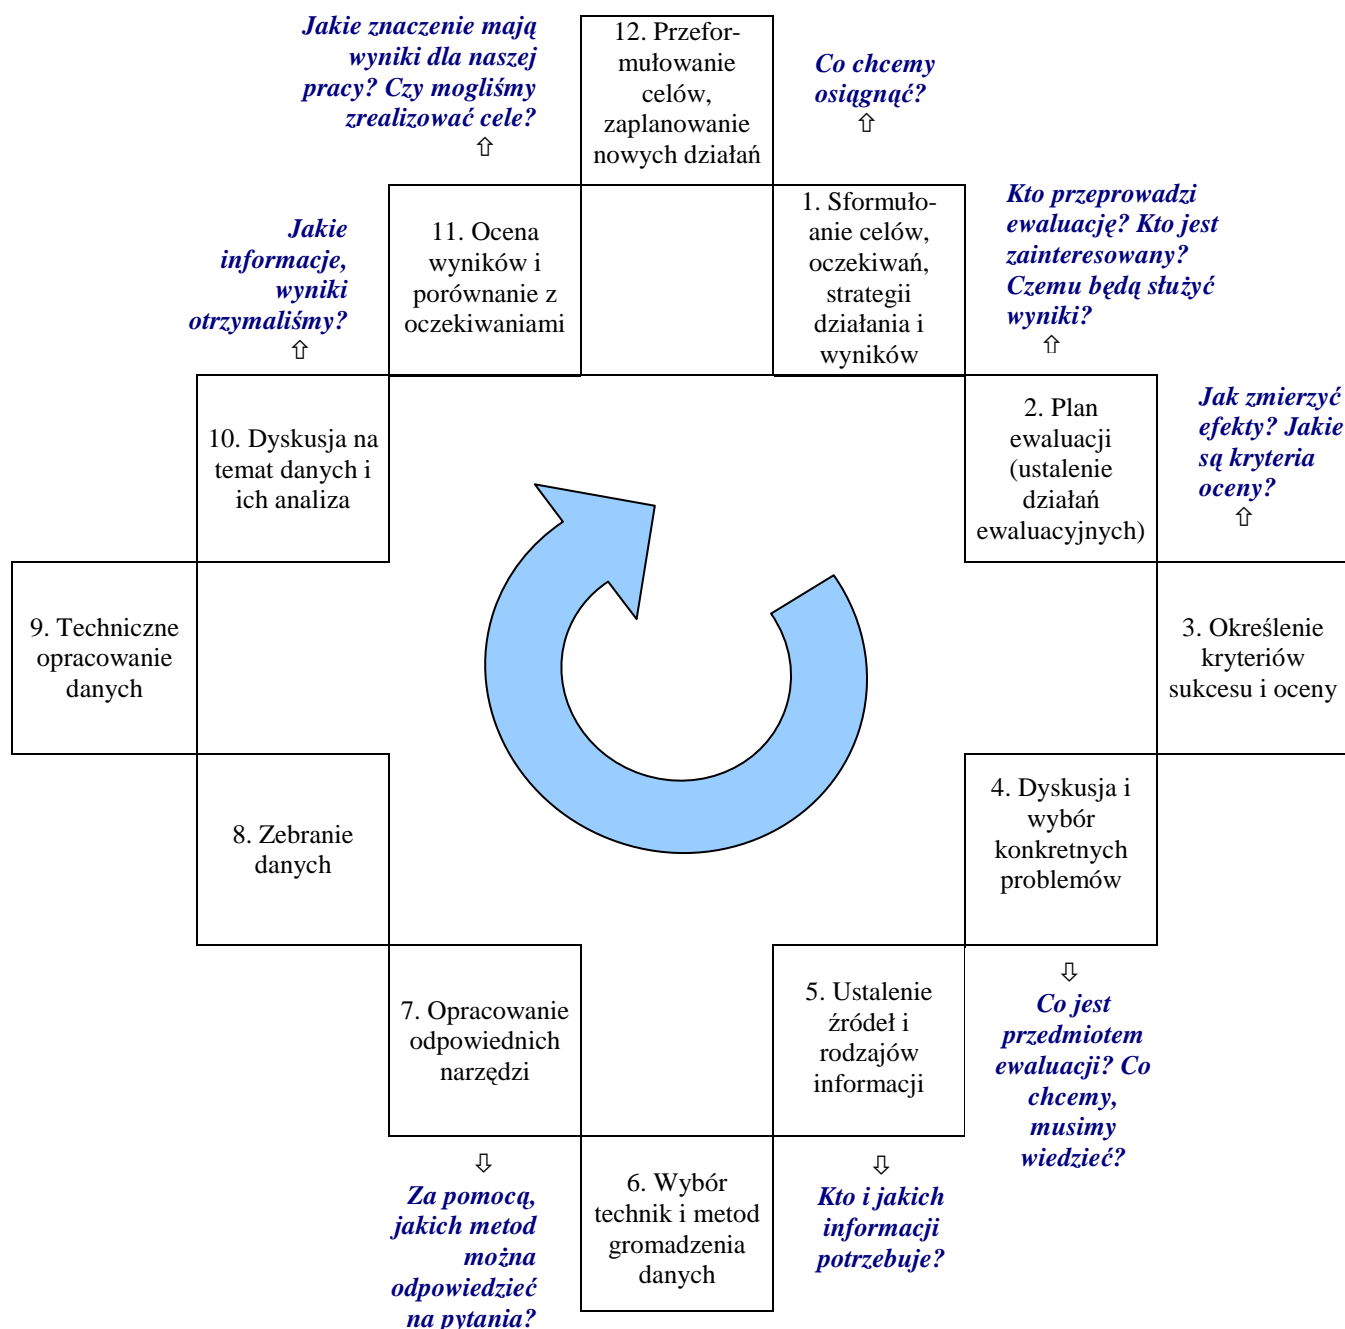 Jakie znaczenie mają
wyniki dla naszej
pracy? Czy mogliśmy
zrealizować cele?
⇧
12. Przefor-
mułowanie
celów,
zaplanowanie
nowych działań
Co chcemy
osiągnąć?
⇧
Jakie
informacje,
wyniki
otrzymaliśmy?
⇧
11. Ocena
wyników i
porównanie z
oczekiwaniami
1. Sformuło-
anie celów,
oczekiwań,
strategii
działania i
wyników
Kto przeprowadzi
ewaluację? Kto jest
zainteresowany?
Czemu będą służyć
wyniki?
⇧
10. Dyskusja na
temat danych i
ich analiza
2. Plan
ewaluacji
(ustalenie
działań
ewaluacyjnych)
Jak zmierzyć
efekty? Jakie
są kryteria
oceny?
⇧
9. Techniczne
opracowanie
danych
3. Określenie
kryteriów
sukcesu i oceny
8. Zebranie
danych
4. Dyskusja i
wybór
konkretnych
problemów
7. Opracowanie
odpowiednich
narzędzi
5. Ustalenie
źródeł i
rodzajów
informacji
⇩
Co jest
przedmiotem
ewaluacji? Co
chcemy,
musimy
wiedzieć?
⇩
Za pomocą,
jakich metod
można
odpowiedzieć
na pytania?
6. Wybór
technik i metod
gromadzenia
danych
⇩
Kto i jakich
informacji
potrzebuje?